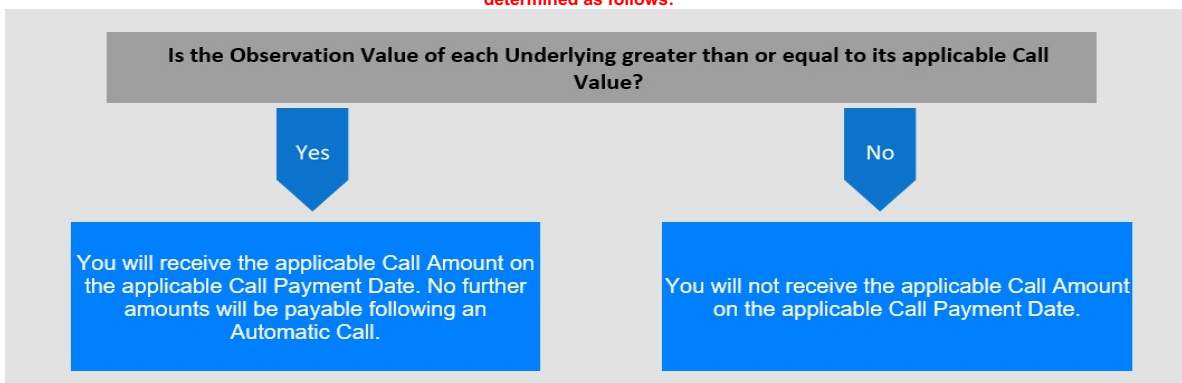 determined as follows:
Is the Observation Value of each Underlying greater than or equal to its applicable Call
Value?
Yes
No
You will receive the applicable Call Amount on
the applicable Call Payment Date. No further
amounts will be payable following an
Automatic Call.
You will not receive the applicable Call Amount
on the applicable Call Payment Date.